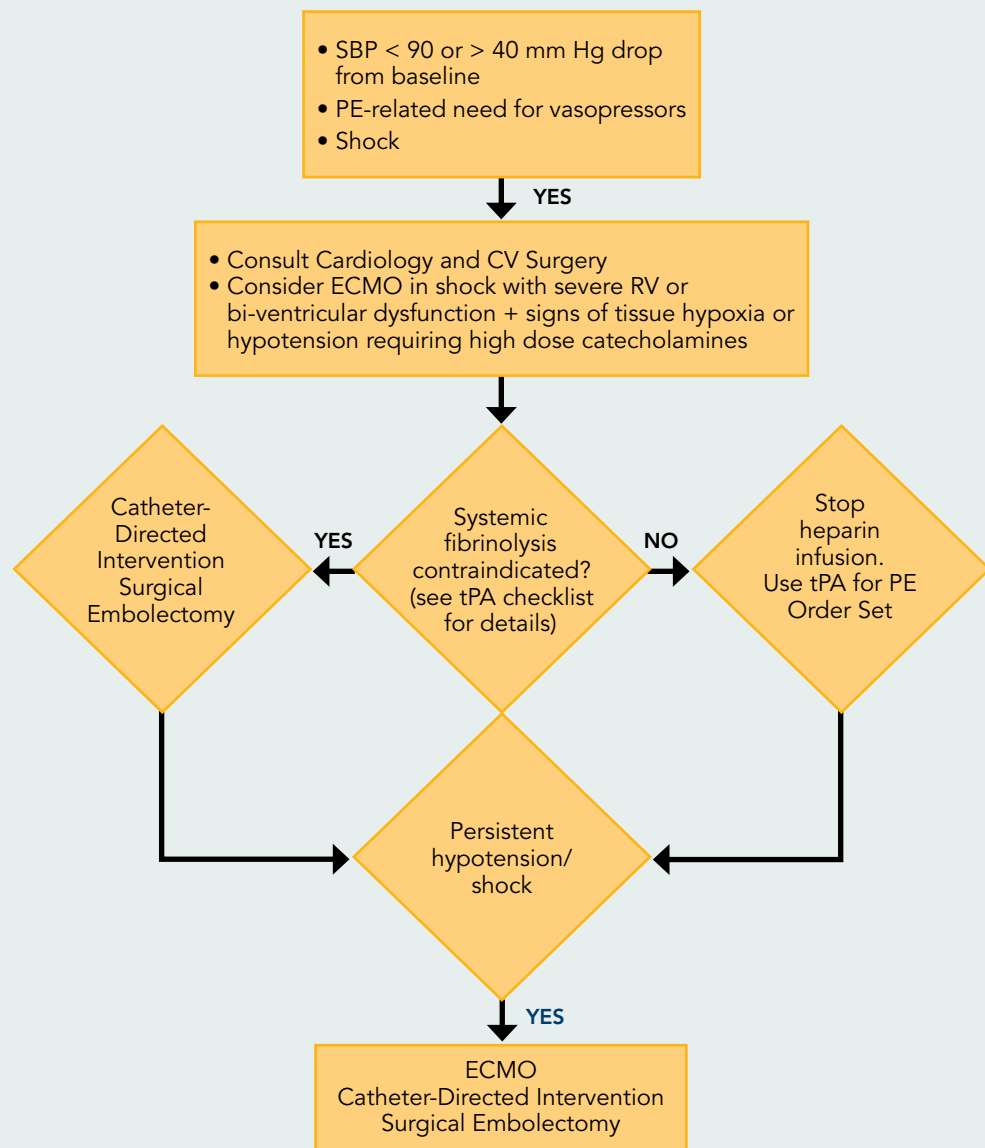 • SBP < 90 or > 40 mm Hg drop
from baseline
• PE-related need for vasopressors
• Shock
YES
• Consult Cardiology and CV Surgery
• Consider ECMO in shock with severe RV or
bi-ventricular dysfunction + signs of tissue hypoxia or
hypotension requiring high dose catecholamines
Catheter-
Directed
Intervention
Surgical
Embolectomy
YES
Systemic
fibrinolysis
contraindicated?
(see tPA checklist
for details)
NO
Stop
heparin
infusion.
Use tPA for PE
Order Set
Persistent
hypotension/
shock
YES
ECMO
Catheter-Directed Intervention
Surgical Embolectomy